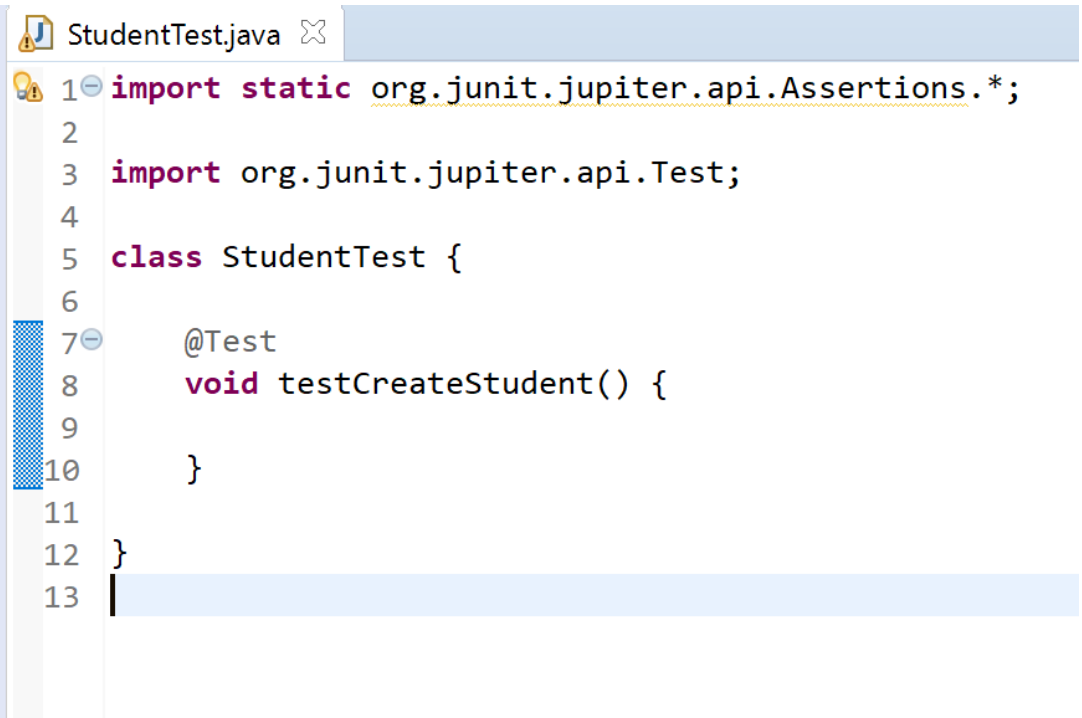 StudentTest.java
1 import static org.junit.jupiter.api.Assertions.*;
2
3 import org.junit.jupiter.api.Test;
4
5 class StudentTest {
6
7 @Test
8 void testCreateStudent() {
9
10 }
11
12 }
13